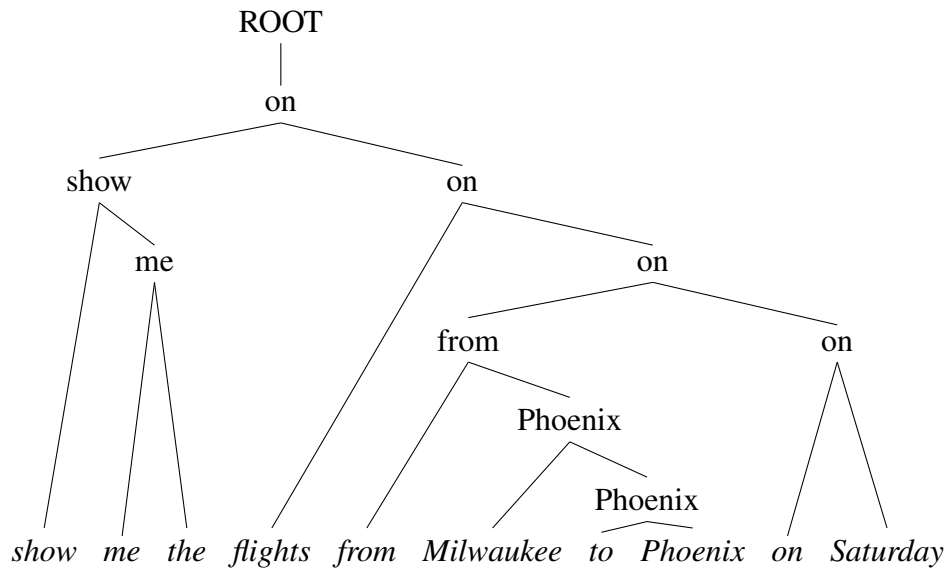 ROOT
on
show on
me on
from on
Phoenix
Phoenix
show me the flights from Milwaukee to Phoenix on Saturday